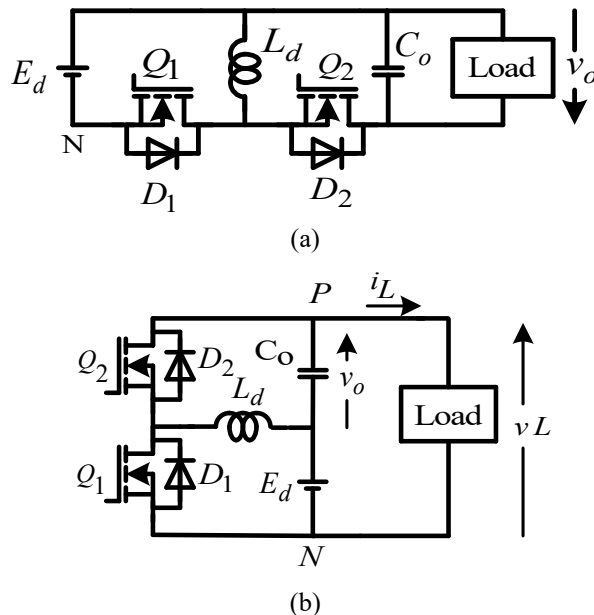 E_d
Q_1
L_d
Q_2
C_o
Load
v_o
N
D_1
D_2
(a)
P
i_L
Q_2
D_2
C_o
v_o
L_d
Load
v L
Q_1
D_1
E_d
N
(b)